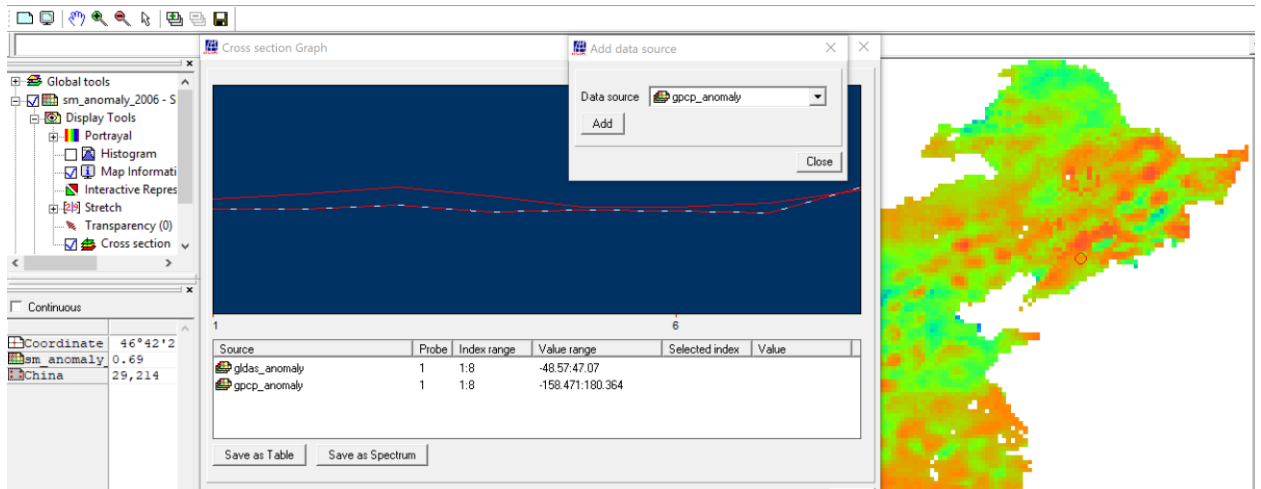 Cross section Graph
Add data source
Global tools
sm_anomaly_2006 - S
Display Tools
Portrayal
Histogram
Map Informati
Interactive Repres
Stretch
Transparency (0)
Cross section
Data source gpcp_anomaly
Add
Close
Continuous
Coordinate 46°42'2
sm_anomaly_ 0.69
China 29,214
1 6
Source Probe Index range Value range Selected index Value
gldas_anomaly 1 1:8 -48.57:47.07
gpcp_anomaly 1 1:8 -158.471:180.364
Save as Table Save as Spectrum